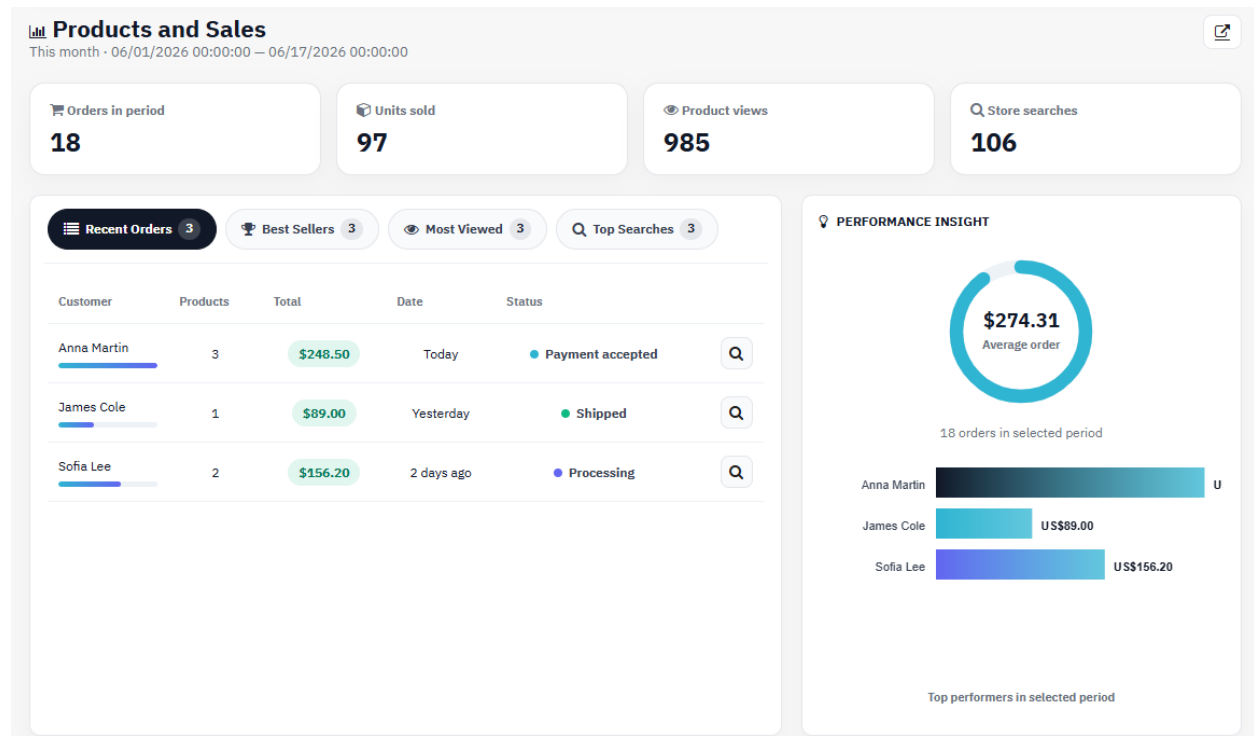 Products and Sales
This month · 06/01/2026 00:00:00 — 06/17/2026 00:00:00
Orders in period
18
Units sold
97
Product views
985
Store searches
106
Recent Orders 3
Best Sellers 3
Most Viewed 3
Top Searches 3
Customer Products Total Date Status
Anna Martin 3 $248.50 Today Payment accepted
James Cole 1 $89.00 Yesterday Shipped
Sofia Lee 2 $156.20 2 days ago Processing
PERFORMANCE INSIGHT
$274.31
Average order
18 orders in selected period
Anna Martin U
James Cole US$89.00
Sofia Lee US$156.20
Top performers in selected period